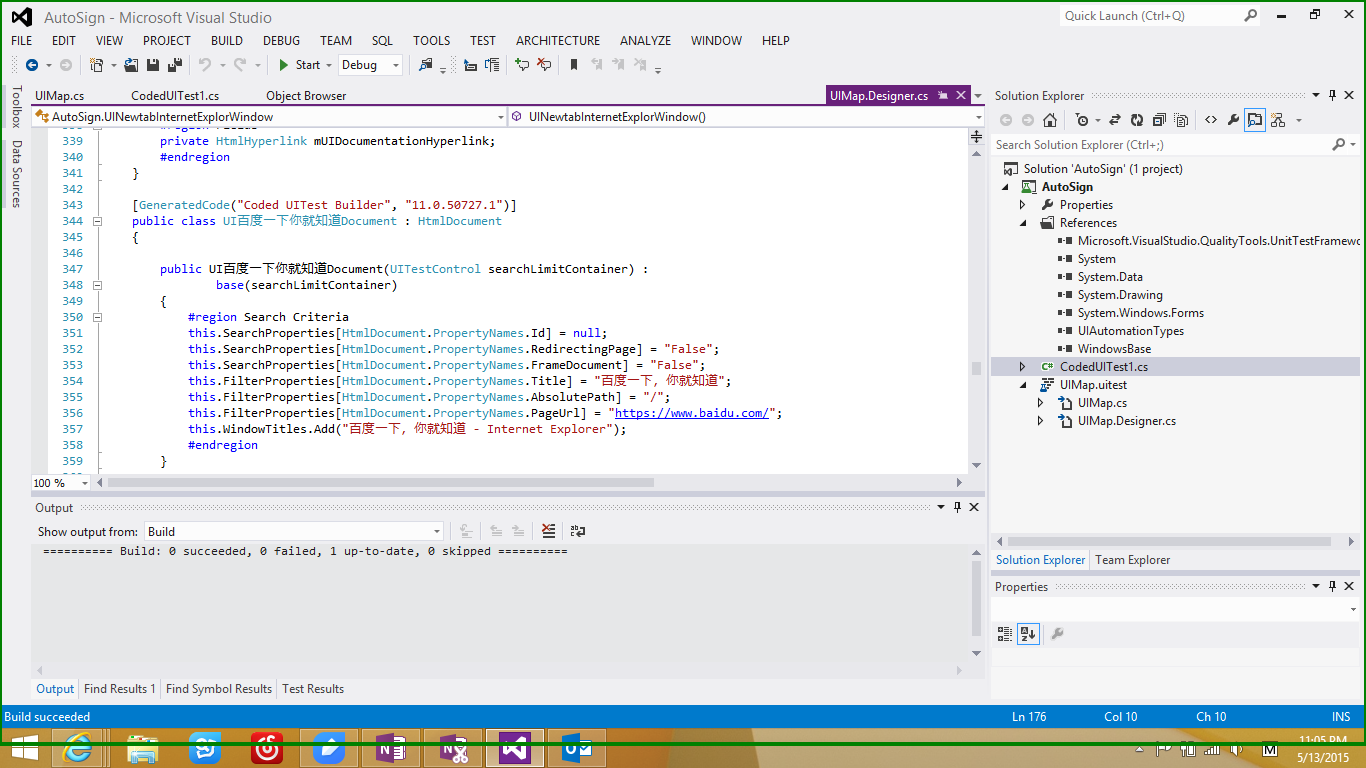 AutoSign - Microsoft Visual Studio
Quick Launch (Ctrl+Q)
FILE EDIT VIEW PROJECT BUILD DEBUG TEAM SQL TOOLS TEST ARCHITECTURE ANALYZE WINDOW HELP
Start Debug
Toolbox
Data Sources
UIMap.cs CodedUITest1.cs Object Browser UIMap.Designer.cs
AutoSign.UINewtabInternetExplorWindow UINewtabInternetExplorWindow()
339 private HtmlHyperlink mUIDocumentationHyperlink;
340 #endregion
341 }
342
343 [GeneratedCode("Coded UITest Builder", "11.0.50727.1")]
344 public class UI百度一下你就知道Document : HtmlDocument
345 {
346
347 public UI百度一下你就知道Document(UITestControl searchLimitContainer) :
348 base(searchLimitContainer)
349 {
350 #region Search Criteria
351 this.SearchProperties[HtmlDocument.PropertyNames.Id] = null;
352 this.SearchProperties[HtmlDocument.PropertyNames.RedirectingPage] = "False";
353 this.SearchProperties[HtmlDocument.PropertyNames.FrameDocument] = "False";
354 this.FilterProperties[HtmlDocument.PropertyNames.Title] = "百度一下，你就知道";
355 this.FilterProperties[HtmlDocument.PropertyNames.AbsolutePath] = "/";
356 this.FilterProperties[HtmlDocument.PropertyNames.PageUrl] = "https://www.baidu.com/";
357 this.WindowTitles.Add("百度一下，你就知道 - Internet Explorer");
358 #endregion
359 }
100 %
Output
Show output from: Build
========== Build: 0 succeeded, 0 failed, 1 up-to-date, 0 skipped ==========
Output Find Results 1 Find Symbol Results Test Results
Solution Explorer
Search Solution Explorer (Ctrl+;)
Solution 'AutoSign' (1 project)
AutoSign
Properties
References
Microsoft.VisualStudio.QualityTools.UnitTestFramewo
System
System.Data
System.Drawing
System.Windows.Forms
UIAutomationTypes
WindowsBase
C# CodedUITest1.cs
UIMap.uitest
UIMap.cs
UIMap.Designer.cs
Solution Explorer Team Explorer
Properties
Build succeeded Ln 176 Col 10 Ch 10 INS
M
11:05 PM
5/13/2015